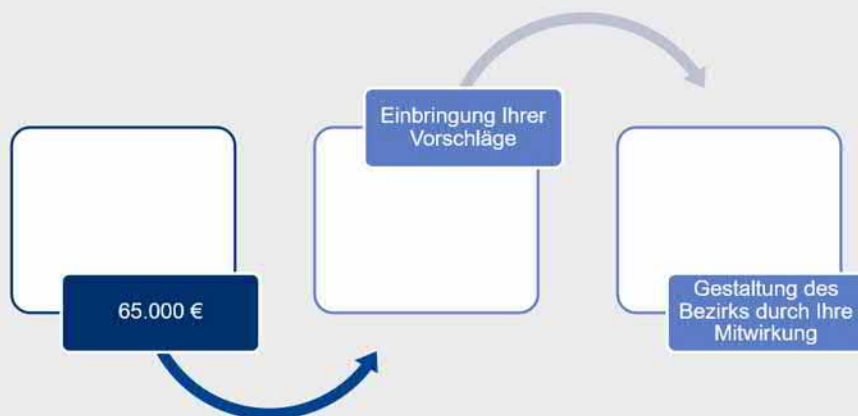 65.000 €
Einbringung Ihrer
Vorschläge
Gestaltung des
Bezirks durch Ihre
Mitwirkung